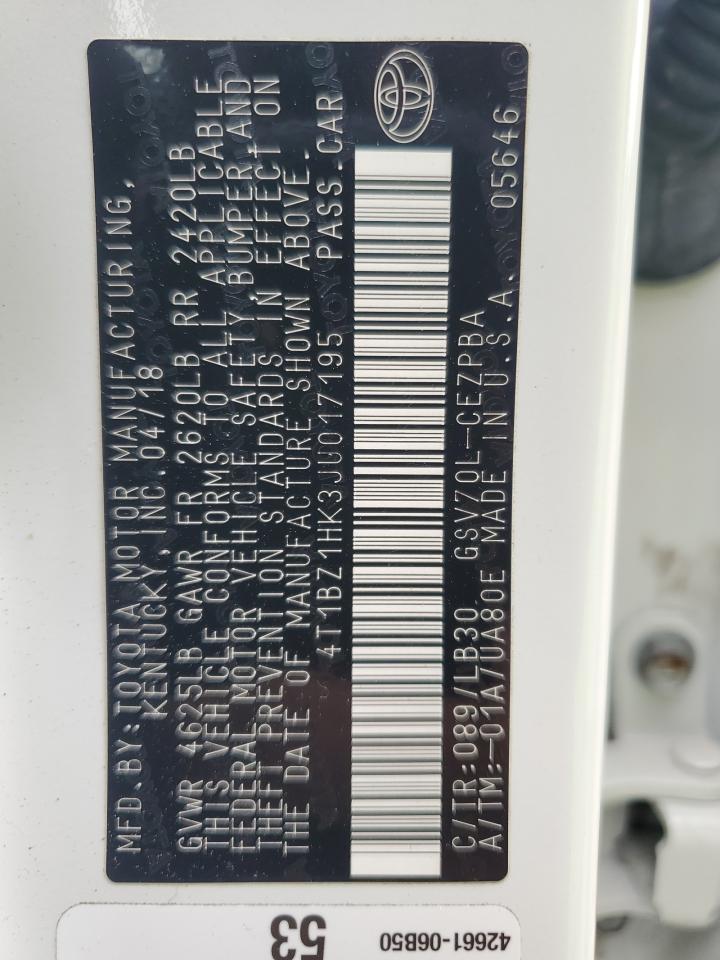 MFD.BY:TOYOTA MOTOR MANUFACTURING,
KENTUCKY, INC.04/18
GVWR 4625LB GAWR FR 2620LB RR 2420LB
THIS VEHICLE CONFORMS TO ALL APPLICABLE
FEDERAL MOTOR VEHICLE SAFETY,BUMPER,AND
THEFT PREVENTION STANDARDS IN EFFECT ON
THE DATE OF MANUFACTURE SHOWN ABOVE.
4T1BZ1HK3JU017195 PASS.CAR
C/TR:089/LB30 GSV70L-CEZPBA
A/TM:-01A/UA80E MADE IN U.S.A. 05646
53
42661-06B50